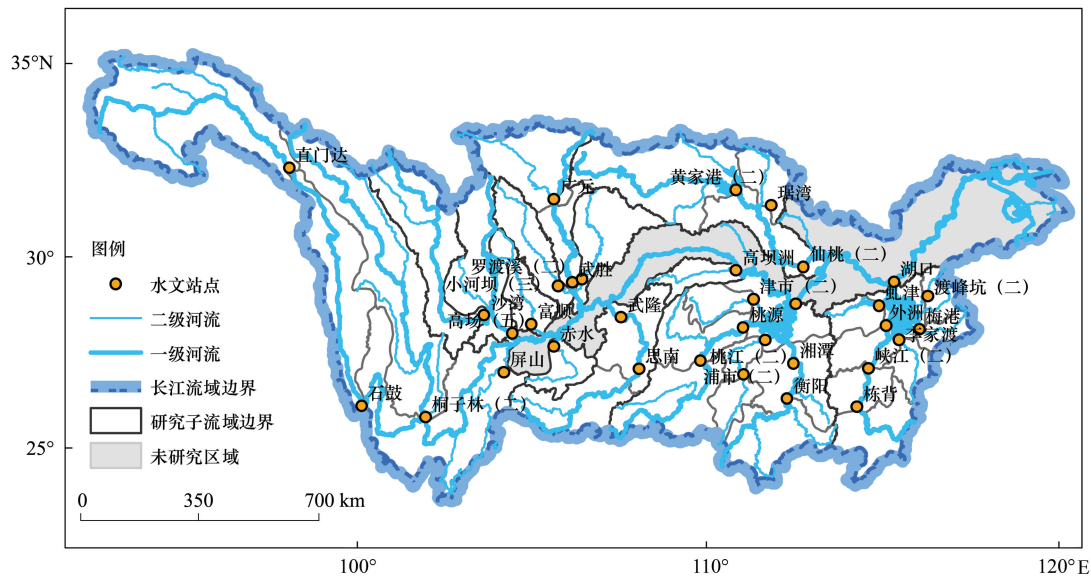 35°N
30°
25°
100°
110°
120°E
图例
水文站点
二级河流
一级河流
长江流域边界
研究子流域边界
未研究区域
0 350 700 km
直门达
广元
黄家港（二）
琚湾
罗渡溪（二）
武胜
小河坝（三）
沙湾
高场（五）
富顺
赤水
屏山
石鼓
桐子林（二）
武隆
思南
高坝洲
仙桃（二）
津市（二）
桃源
桃江（二）
浦市（二）
湘潭
衡阳
湖口
渡峰坑（二）
虬津
外洲
梅港
李家渡
峡江（二）
栋背